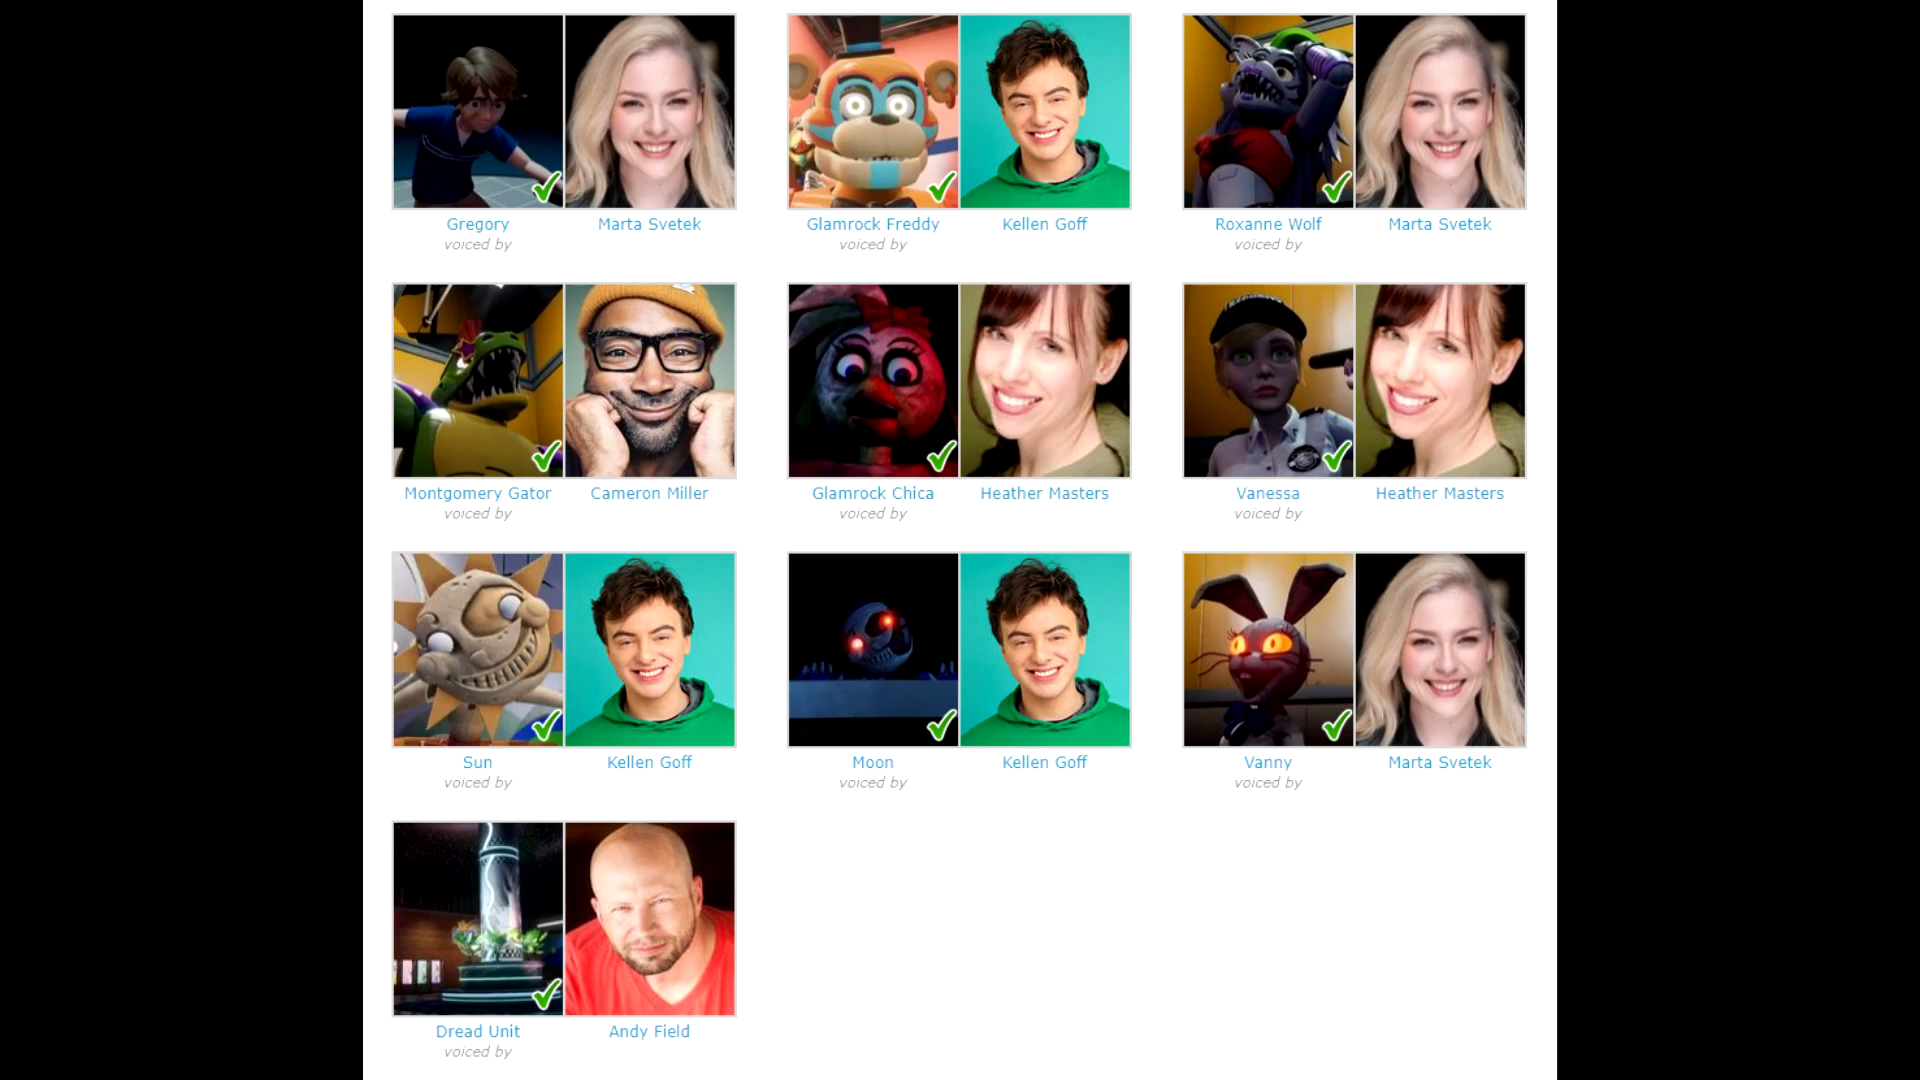 Gregory Marta Svetek
voiced by
Glamrock Freddy Kellen Goff
voiced by
Roxanne Wolf Marta Svetek
voiced by
Montgomery Gator Cameron Miller
voiced by
Glamrock Chica Heather Masters
voiced by
Vanessa Heather Masters
voiced by
Sun Kellen Goff
voiced by
Moon Kellen Goff
voiced by
Vanny Marta Svetek
voiced by
Dread Unit Andy Field
voiced by